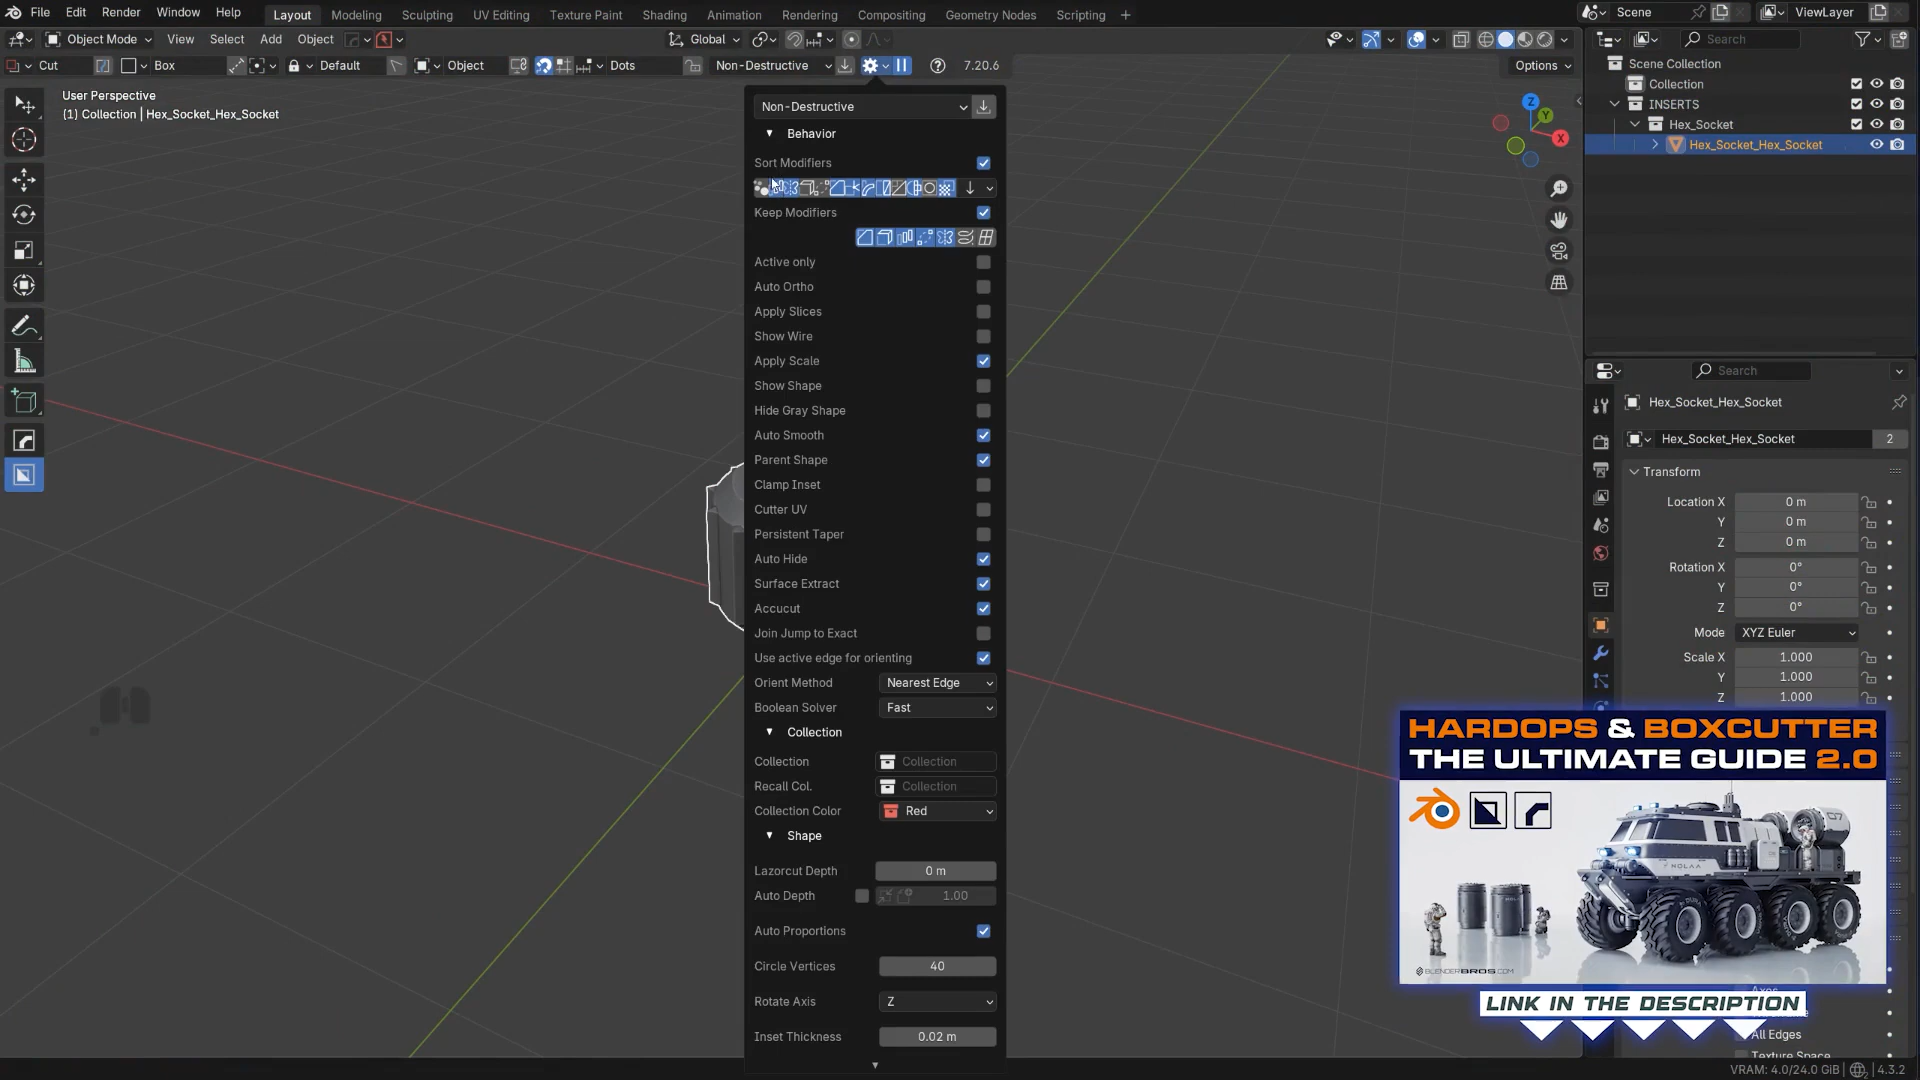 File Edit Render Window Help
Layout Modeling Sculpting UV Editing Texture Paint Shading Animation Rendering Compositing Geometry Nodes Scripting
Scene ViewLayer
Object Mode View Select Add Object Global
Search
Cut Box Default Object Dots Non-Destructive 7.20.6 Options
User Perspective
(1) Collection | Hex_Socket_Hex_Socket
Z
Y
X
Scene Collection
Collection
INSERTS
Hex_Socket
Hex_Socket_Hex_Socket
Non-Destructive
Behavior
Sort Modifiers
Keep Modifiers
Active only
Auto Ortho
Apply Slices
Show Wire
Apply Scale
Show Shape
Hide Gray Shape
Auto Smooth
Parent Shape
Clamp Inset
Cutter UV
Persistent Taper
Auto Hide
Surface Extract
Accucut
Join Jump to Exact
Use active edge for orienting
Orient Method Nearest Edge
Boolean Solver Fast
Collection
Collection Collection
Recall Col. Collection
Collection Color Red
Shape
Lazorcut Depth 0 m
Auto Depth 1.00
Auto Proportions
Circle Vertices 40
Rotate Axis Z
Inset Thickness 0.02 m
Search
Hex_Socket_Hex_Socket
Hex_Socket_Hex_Socket 2
Transform
Location X 0 m
Y 0 m
Z 0 m
Rotation X 0°
Y 0°
Z 0°
Mode XYZ Euler
Scale X 1.000
Y 1.000
Z 1.000
HARDOPS & BOXCUTTER
THE ULTIMATE GUIDE 2.0
07
NOLAA
BLENDERBROS.COM
LINK IN THE DESCRIPTION
All Edges
Texture Space
VRAM: 4.0/24.0 GiB 4.3.2